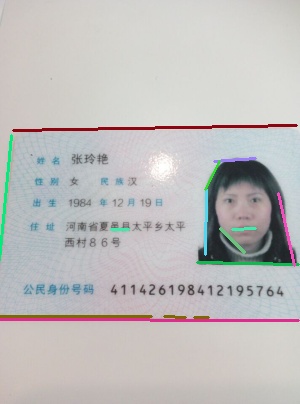 姓名 张玲艳
性别 女 民族 汉
出生 1984 年 12 月 19 日
住址 河南省夏邑县太平乡太平
西村86号
公民身份号码 411426198412195764